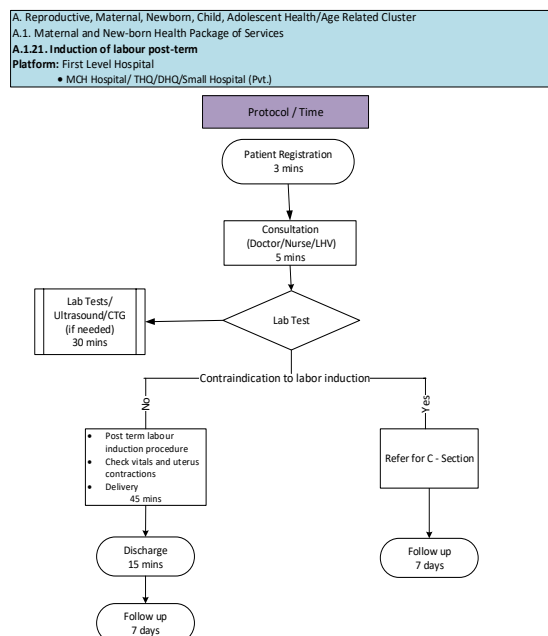 A. Reproductive, Maternal, Newborn, Child, Adolescent Health/Age Related Cluster
A.1. Maternal and New-born Health Package of Services
A.1.21. Induction of labour post-term
Platform: First Level Hospital
• MCH Hospital/ THQ/DHQ/Small Hospital (Pvt.)
Protocol / Time
Patient Registration
3 mins
Consultation
(Doctor/Nurse/LHV)
5 mins
Lab Tests/
Ultrasound/CTG
(if needed)
30 mins
Lab Test
Contraindication to labor induction
No
Yes
• Post term labour
induction procedure
• Check vitals and uterus
contractions
• Delivery
45 mins
Refer for C - Section
Discharge
15 mins
Follow up
7 days
Follow up
7 days